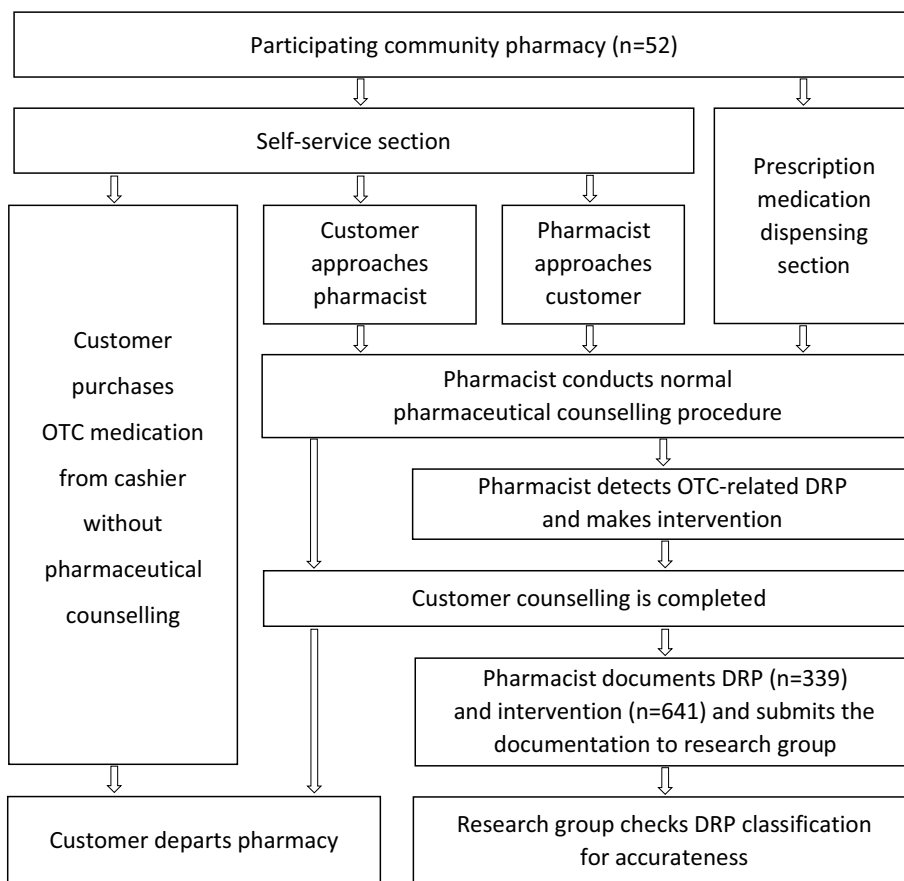 Participating community pharmacy (n=52)
Self-service section
Prescription
medication
dispensing
section
Customer
approaches
pharmacist
Pharmacist
approaches
customer
Customer
purchases
OTC medication
from cashier
without
pharmaceutical
counselling
Pharmacist conducts normal
pharmaceutical counselling procedure
Pharmacist detects OTC-related DRP
and makes intervention
Customer counselling is completed
Pharmacist documents DRP (n=339)
and intervention (n=641) and submits the
documentation to research group
Customer departs pharmacy
Research group checks DRP classification
for accurateness